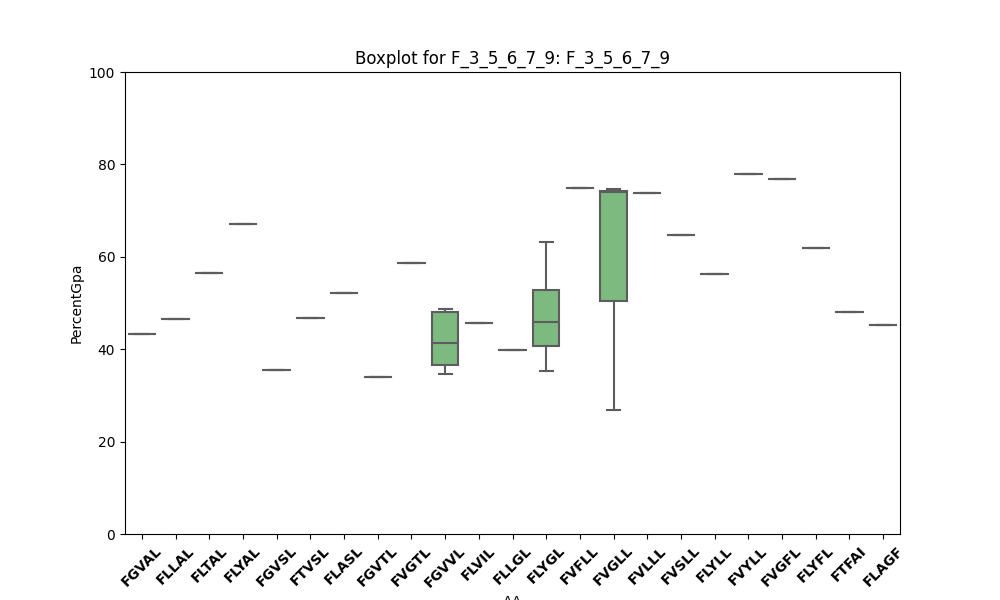 Boxplot for F_3_5_6_7_9: F_3_5_6_7_9
100
80
60
40
20
0
PercentGpa
FGVAL
FLLAL
FLTAL
FLYAL
FGVSL
FTVSL
FLASL
FGVTL
FVGTL
FGVVL
FLVIL
FLLGL
FLYGL
FVFLL
FVGLL
FVLLL
FVSLL
FLYLL
FVYLL
FVGFL
FLYFL
FTFAI
FLAGF
AA